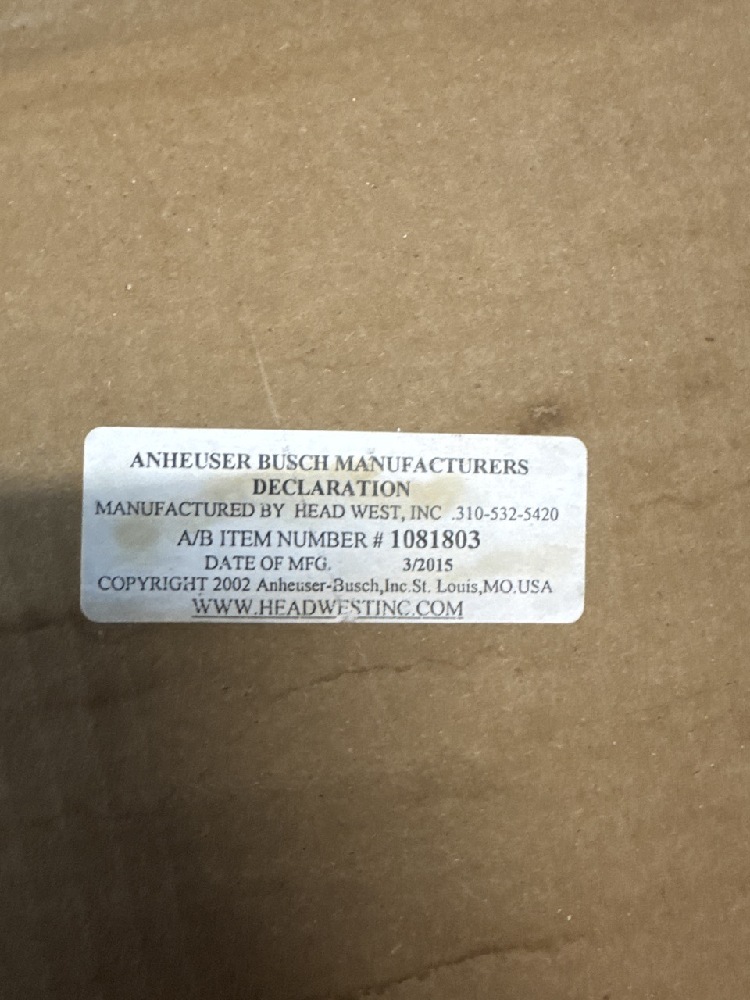 ANHEUSER BUSCH MANUFACTURERS
DECLARATION
MANUFACTURED BY HEAD WEST, INC .310-532-5420
A/B ITEM NUMBER # 1081803
DATE OF MFG. 3/2015
COPYRIGHT 2002 Anheuser-Busch,Inc.St. Louis,MO.USA
WWW.HEADWESTINC.COM